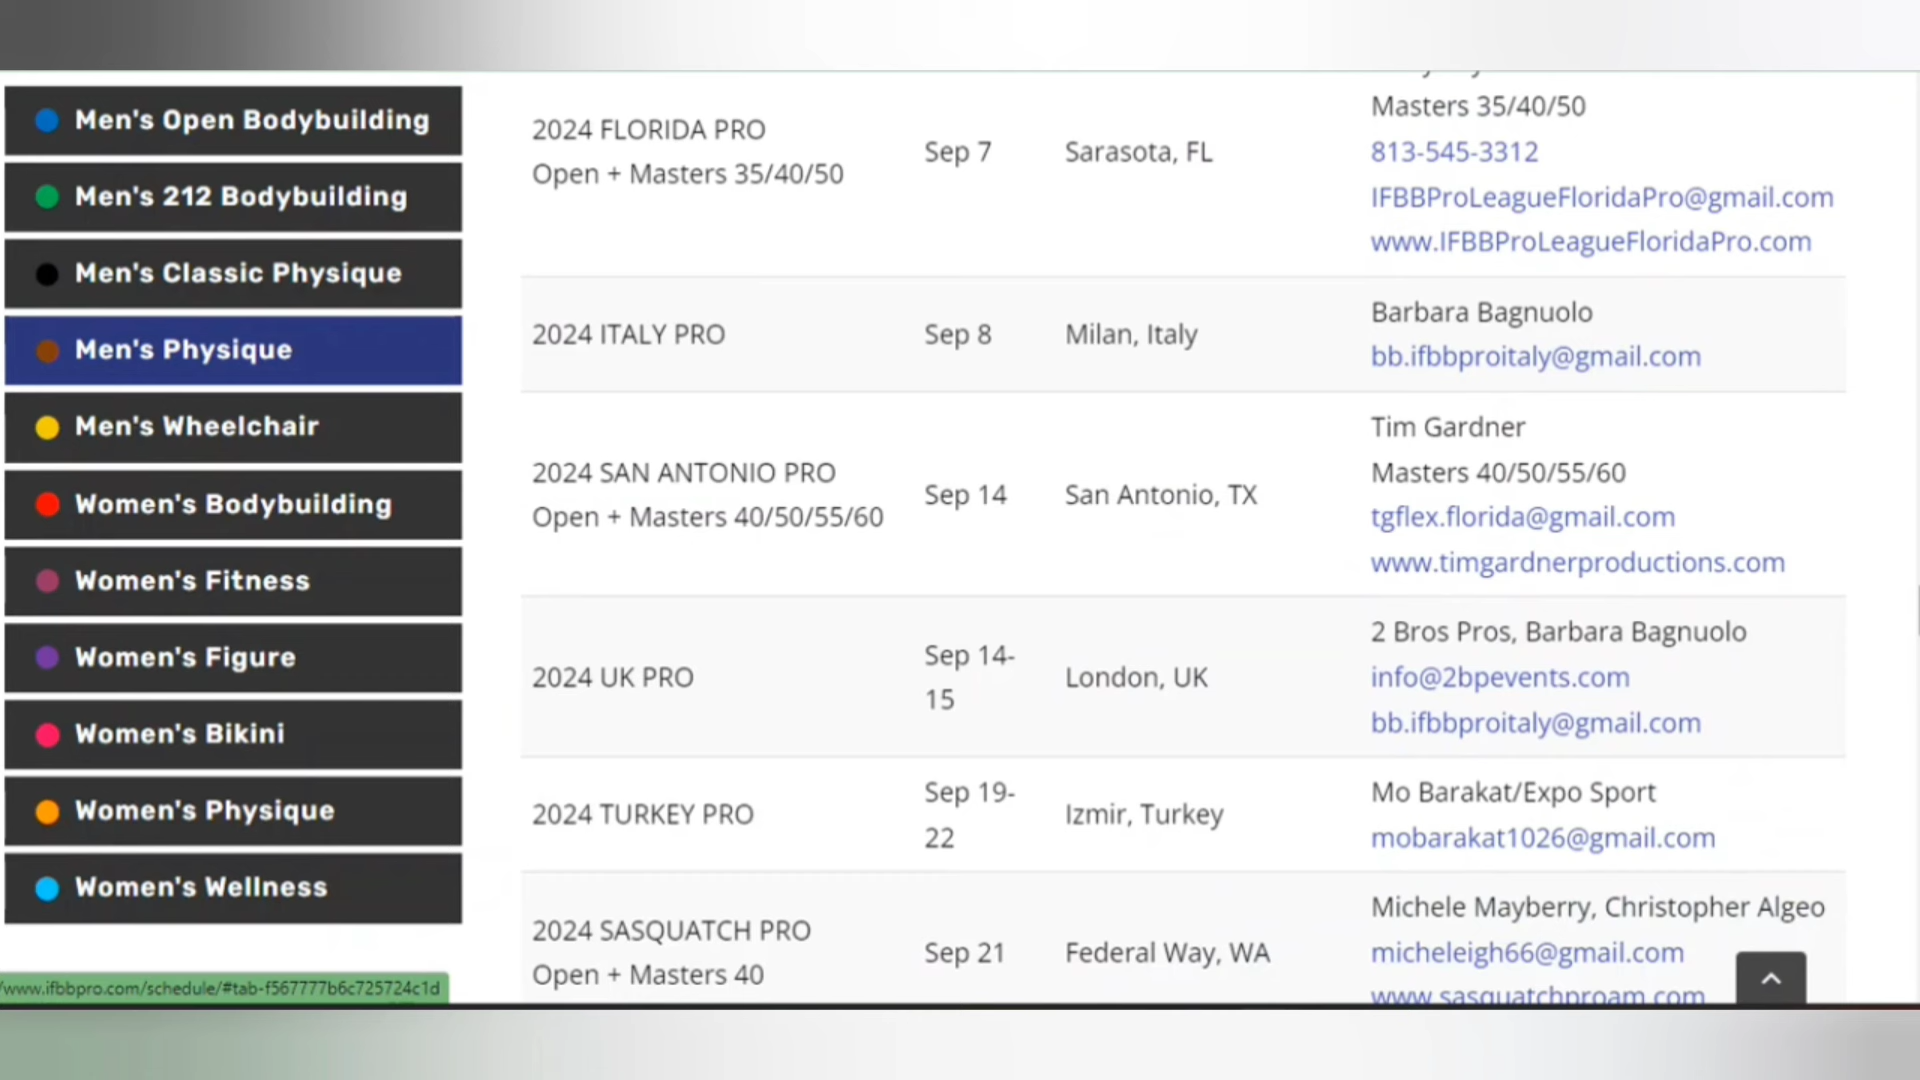 Men's Open Bodybuilding
Men's 212 Bodybuilding
Men's Classic Physique
Men's Physique
Men's Wheelchair
Women's Bodybuilding
Women's Fitness
Women's Figure
Women's Bikini
Women's Physique
Women's Wellness
/www.ifbbpro.com/schedule/#tab-f567777b6c725724c1d
2024 FLORIDA PRO
Open + Masters 35/40/50
Sep 7
Sarasota, FL
Masters 35/40/50
813-545-3312
IFBBProLeagueFloridaPro@gmail.com
www.IFBBProLeagueFloridaPro.com
2024 ITALY PRO
Sep 8
Milan, Italy
Barbara Bagnuolo
bb.ifbbproitaly@gmail.com
2024 SAN ANTONIO PRO
Open + Masters 40/50/55/60
Sep 14
San Antonio, TX
Tim Gardner
Masters 40/50/55/60
tgflex.florida@gmail.com
www.timgardnerproductions.com
2024 UK PRO
Sep 14-
15
London, UK
2 Bros Pros, Barbara Bagnuolo
info@2bpevents.com
bb.ifbbproitaly@gmail.com
2024 TURKEY PRO
Sep 19-
22
Izmir, Turkey
Mo Barakat/Expo Sport
mobarakat1026@gmail.com
2024 SASQUATCH PRO
Open + Masters 40
Sep 21
Federal Way, WA
Michele Mayberry, Christopher Algeo
micheleigh66@gmail.com
www.sasquatchproam.com